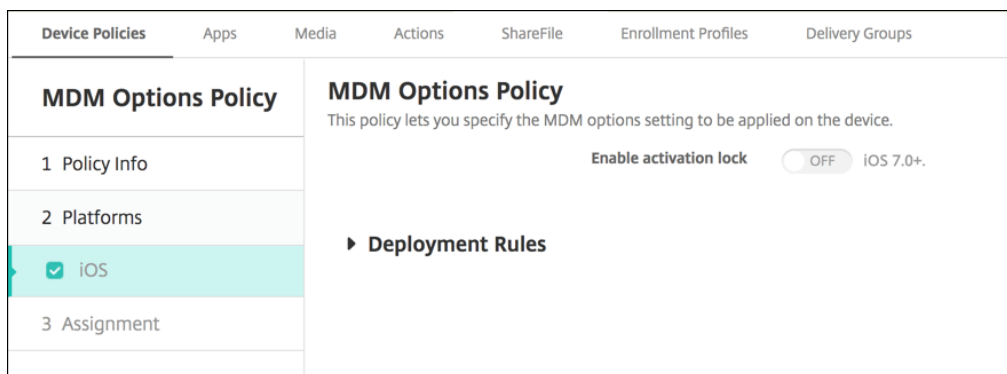 Device Policies Apps Media Actions ShareFile Enrollment Profiles Delivery Groups
MDM Options Policy
1 Policy Info
2 Platforms
iOS
3 Assignment
MDM Options Policy
This policy lets you specify the MDM options setting to be applied on the device.
Enable activation lock OFF iOS 7.0+.
Deployment Rules